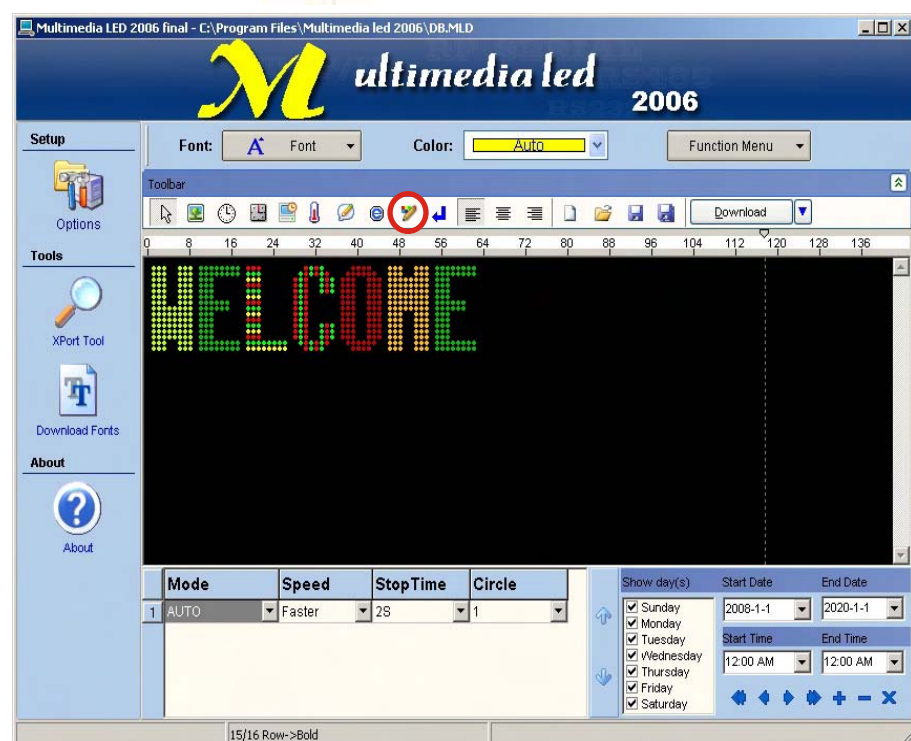 Multimedia LED 2006 final - C:\Program Files\Multimedia led 2006\DB.MLD
Multimedia led
2006
Setup
Font: A Font
Color: Auto
Function Menu
Toolbar
Options
Download
0 8 16 24 32 40 48 56 64 72 80 88 96 104 112 120 128 136
Tools
WELCOME
XPort Tool
Download Fonts
About
About
Mode Speed StopTime Circle
1 AUTO Faster 2S 1
Show day(s) Start Date End Date
Sunday 2008-1-1 2020-1-1
Monday
Tuesday Start Time End Time
Wednesday 12:00 AM 12:00 AM
Thursday
Friday
Saturday
15/16 Row->Bold